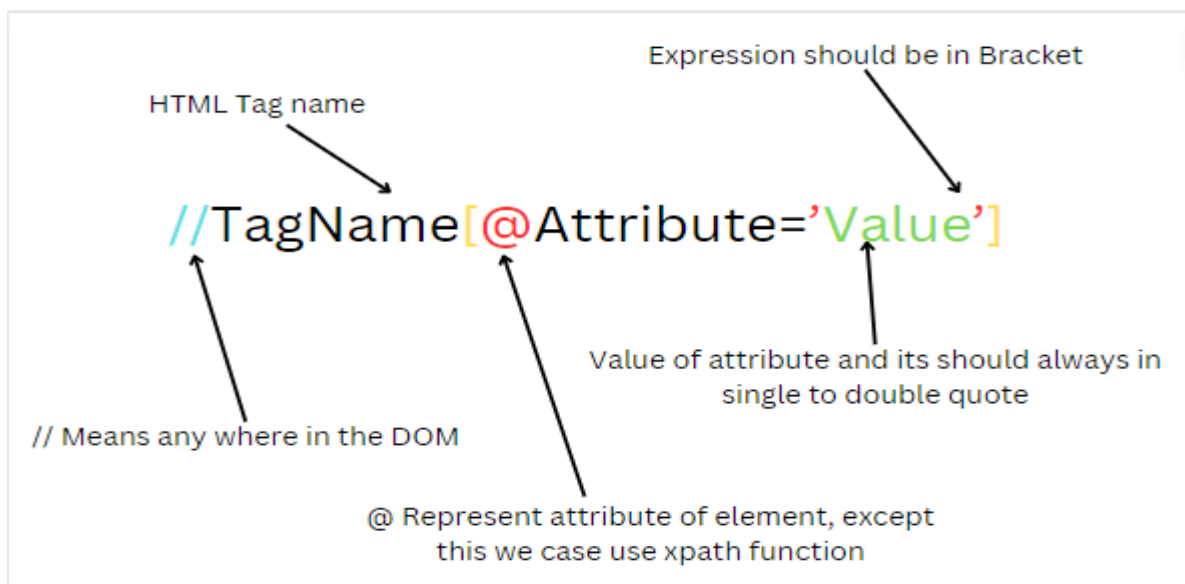 Expression should be in Bracket
HTML Tag name
//TagName[@Attribute=’Value’]
Value of attribute and its should always in
single to double quote
// Means any where in the DOM
@ Represent attribute of element, except
this we case use xpath function